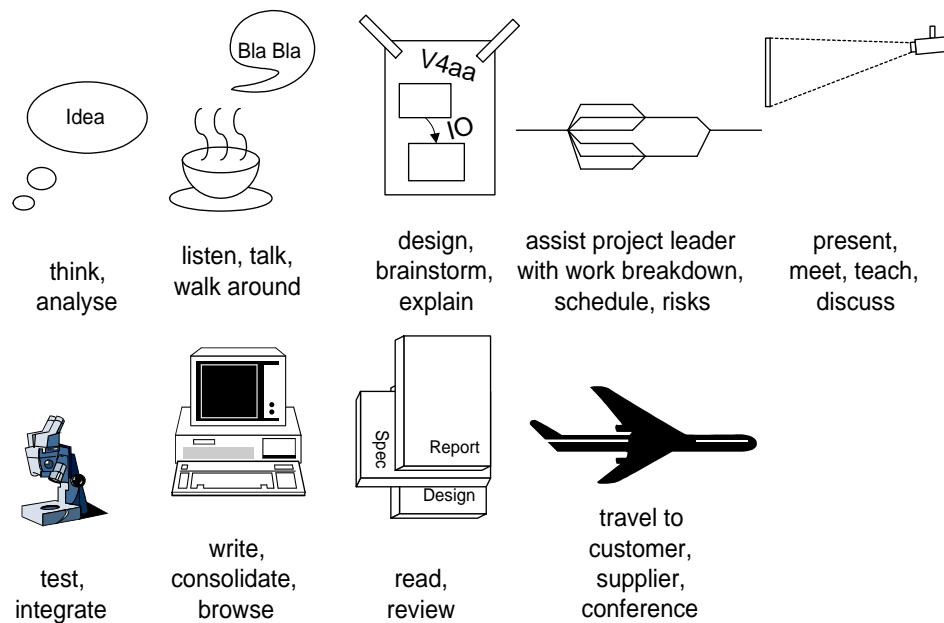 Bla Bla
Idea
V4aa
IO
think,
analyse
listen, talk,
walk around
design,
brainstorm,
explain
assist project leader
with work breakdown,
schedule, risks
present,
meet, teach,
discuss
Spec
Report
Design
test,
integrate
write,
consolidate,
browse
read,
review
travel to
customer,
supplier,
conference